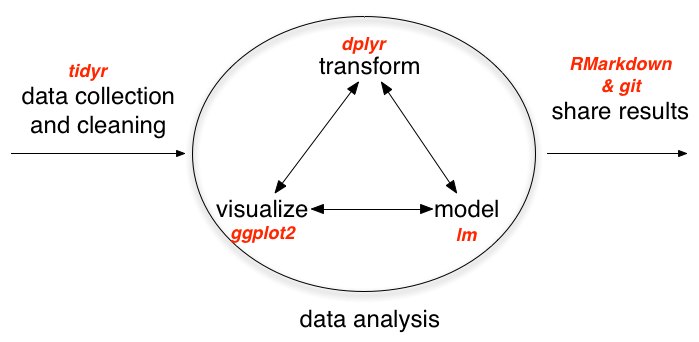 tidyr
data collection
and cleaning
dplyr
transform
visualize
ggplot2
model
lm
data analysis
RMarkdown
& git
share results